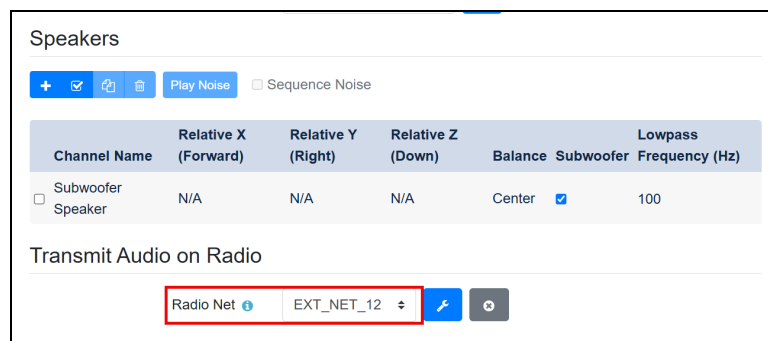 Speakers
Play Noise Sequence Noise
Channel Name Relative X (Forward) Relative Y (Right) Relative Z (Down) Balance Subwoofer Lowpass Frequency (Hz)
Subwoofer Speaker N/A N/A N/A Center 100
Transmit Audio on Radio
Radio Net EXT_NET_12